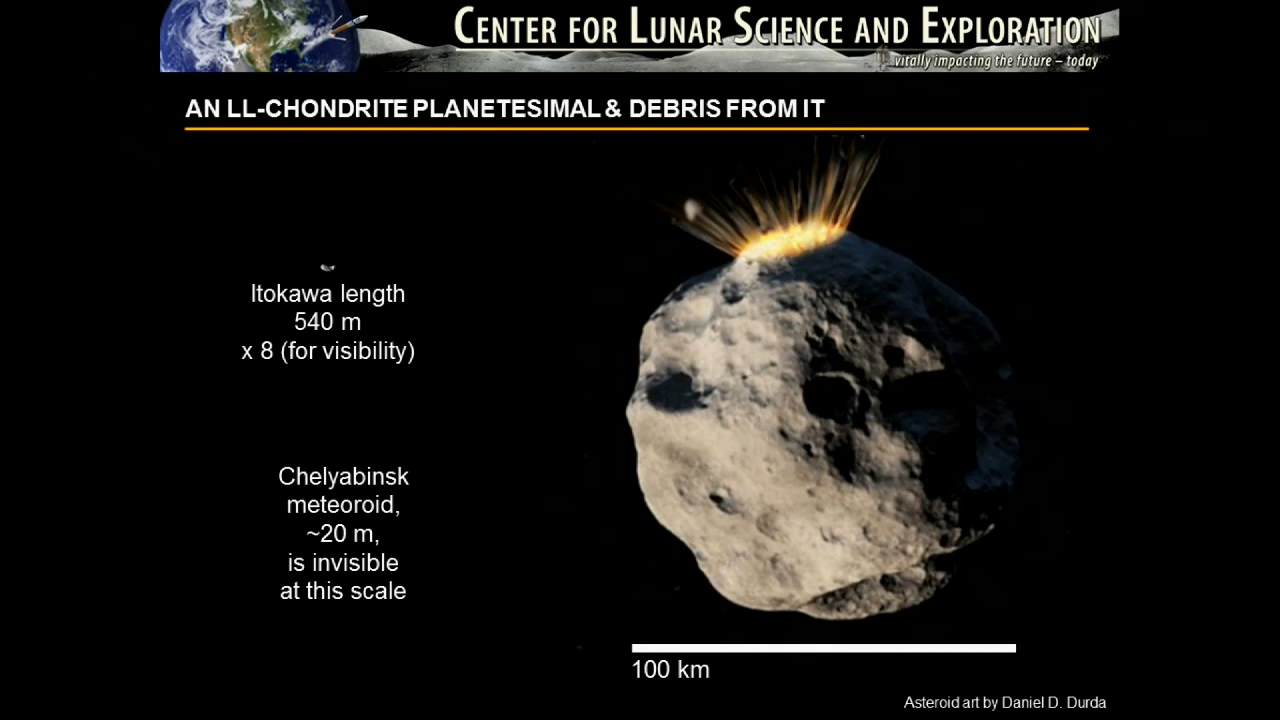 CENTER FOR LUNAR SCIENCE AND EXPLORATION
vitally impacting the future – today
AN LL-CHONDRITE PLANETESIMAL & DEBRIS FROM IT
Itokawa length
540 m
x 8 (for visibility)
Chelyabinsk
meteoroid,
~20 m,
is invisible
at this scale
100 km
Asteroid art by Daniel D. Durda